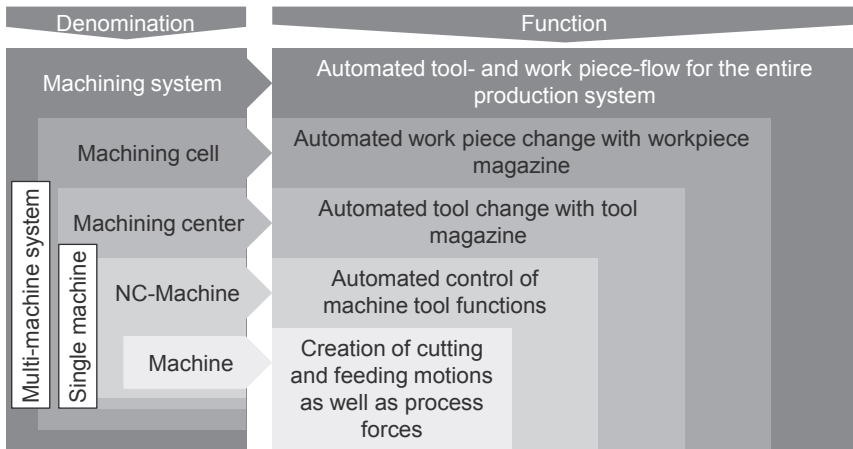 Denomination
Function
Machining system
Automated tool- and work piece-flow for the entire
production system
Machining cell
Automated work piece change with workpiece
magazine
Machining center
Automated tool change with tool
magazine
NC-Machine
Automated control of
machine tool functions
Machine
Creation of cutting
and feeding motions
as well as process
forces
Multi-machine system
Single machine